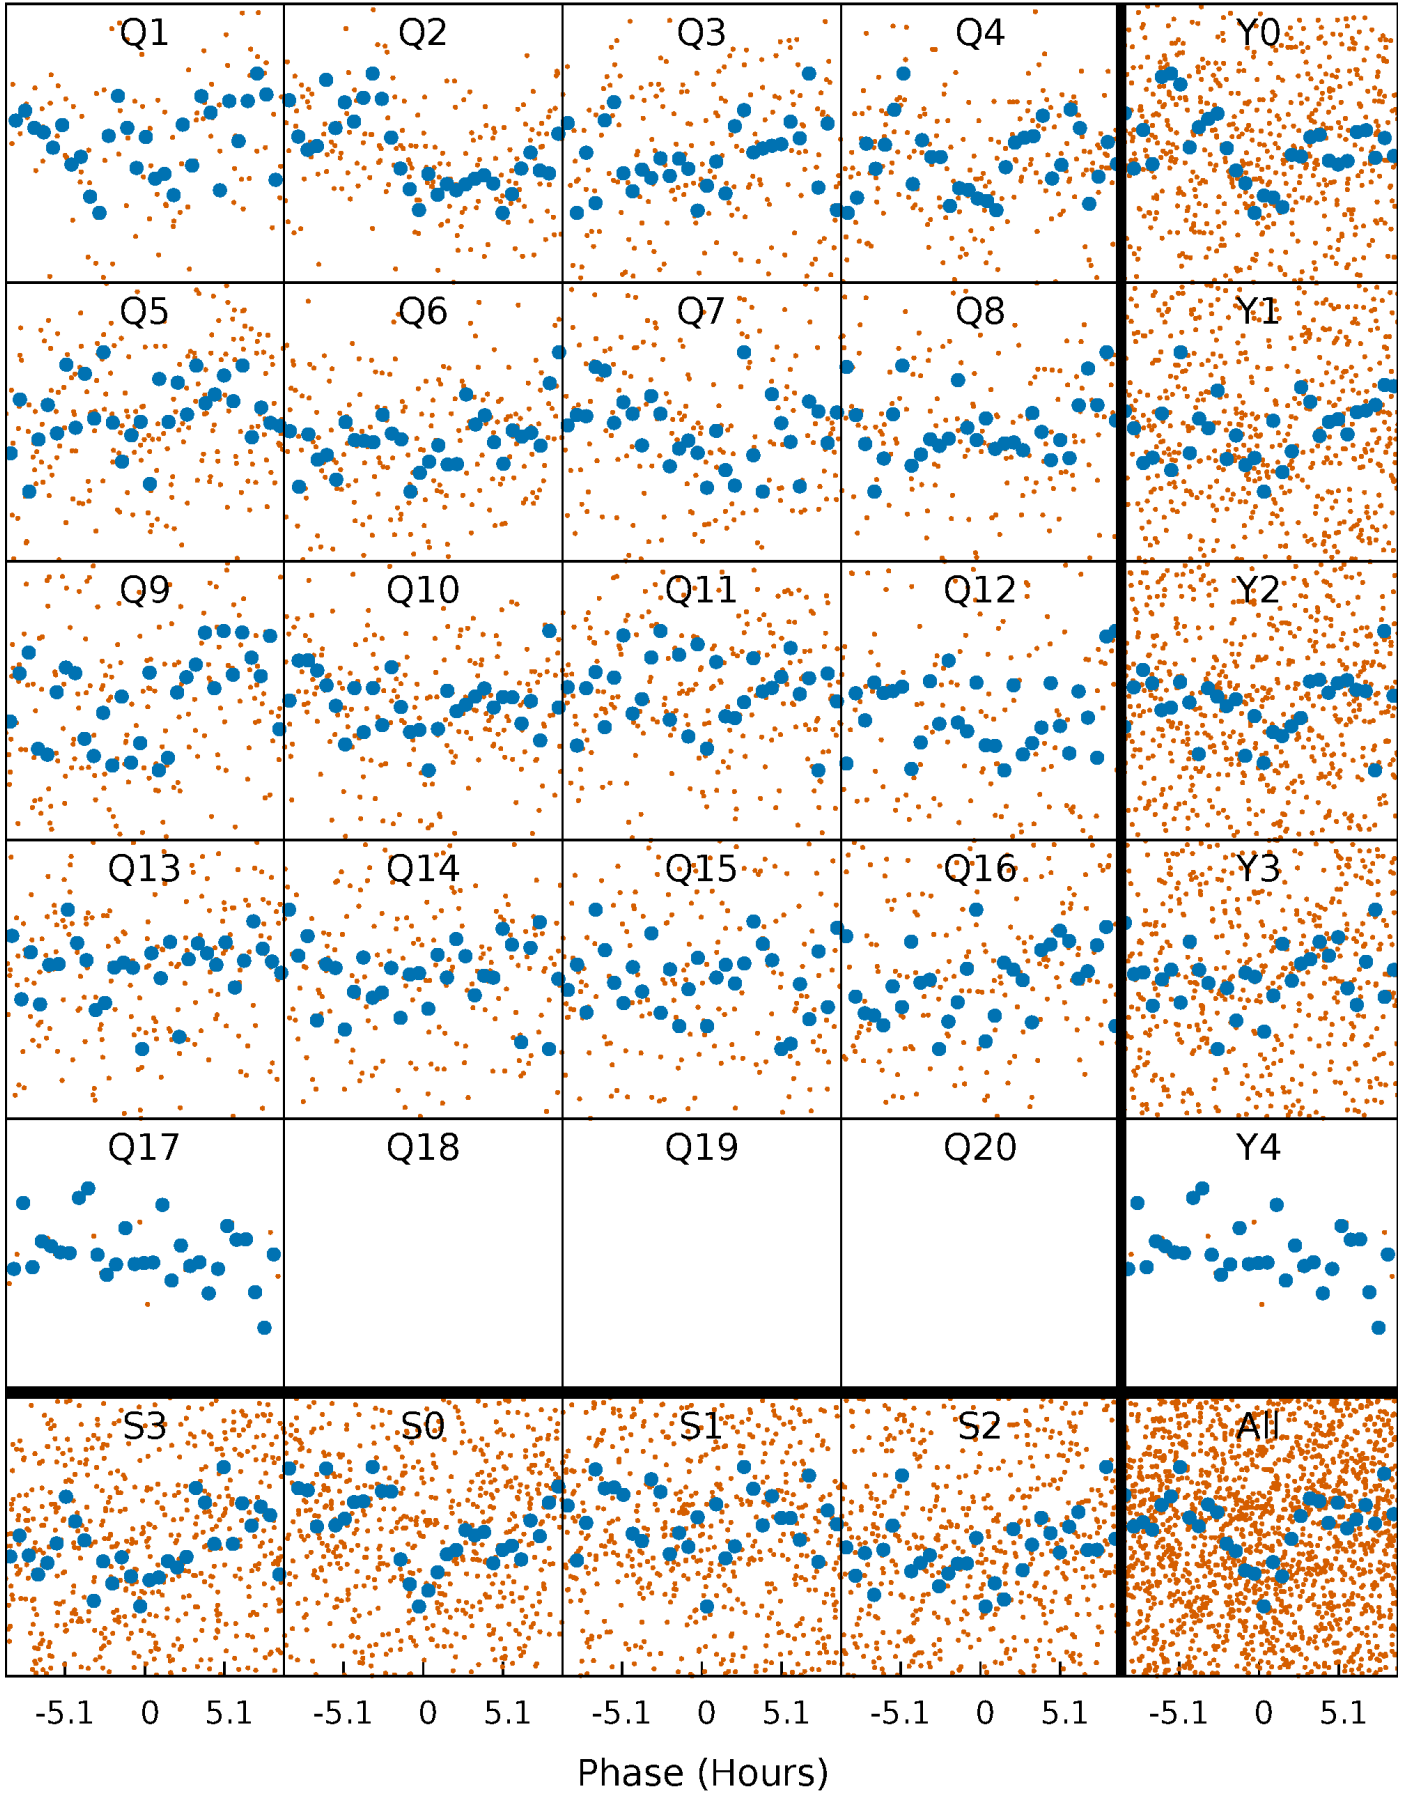 Q1 Q2 Q3 Q4 Y0
Q5 Q6 Q7 Q8 Y1
Q9 Q10 Q11 Q12 Y2
Q13 Q14 Q15 Q16 Y3
Q17 Q18 Q19 Q20 Y4
S3 S0 S1 S2 All
-5.1 0 5.1 -5.1 0 5.1 -5.1 0 5.1 -5.1 0 5.1 -5.1 0 5.1
Phase (Hours)